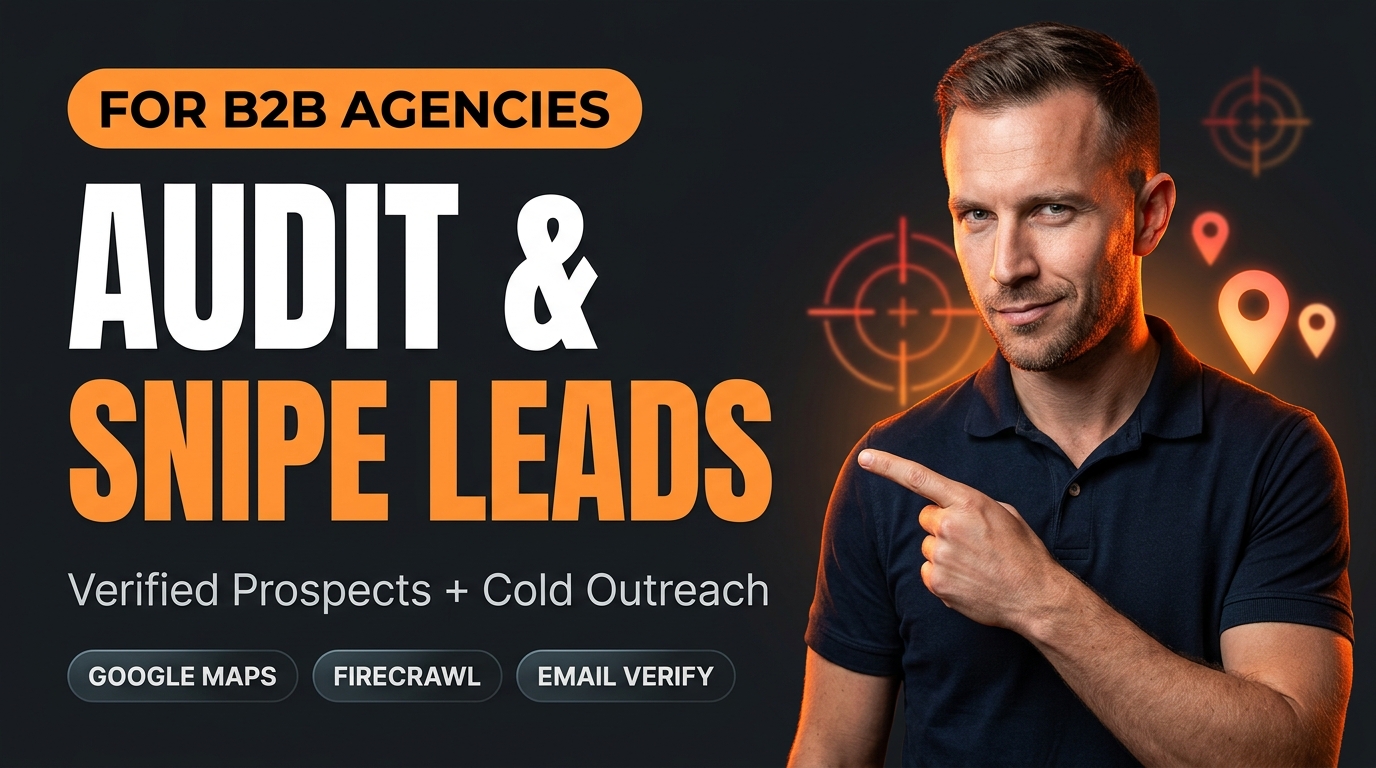 FOR B2B AGENCIES
AUDIT &
SNIPE LEADS
Verified Prospects + Cold Outreach
GOOGLE MAPS
FIRECRAWL
EMAIL VERIFY